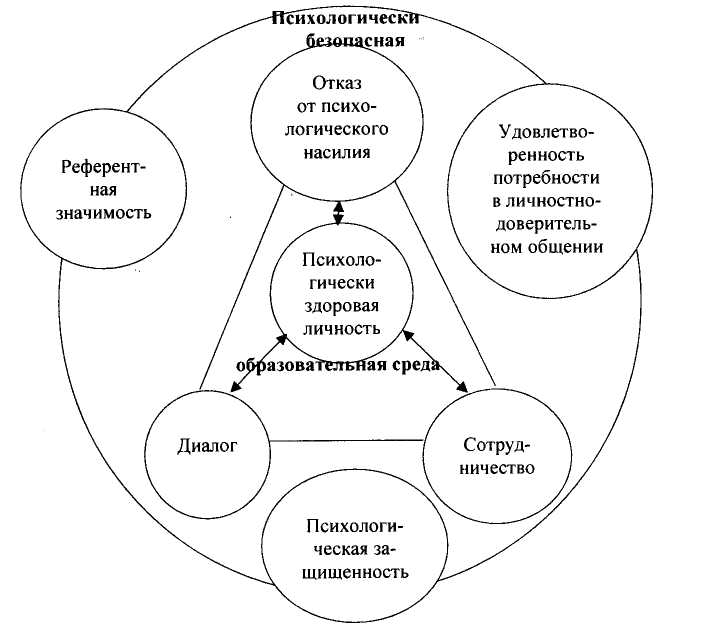 Психологически
безопасная
Отказ
от психо-
логического
насилия
Референт-
ная
значимость
Удовлетво-
ренность
потребности
в личностно-
доверитель-
ном общении
Психоло-
гически
здоровая
личность
образовательная среда
Диалог
Сотруд-
ничество
Психологи-
ческая за-
щищенность